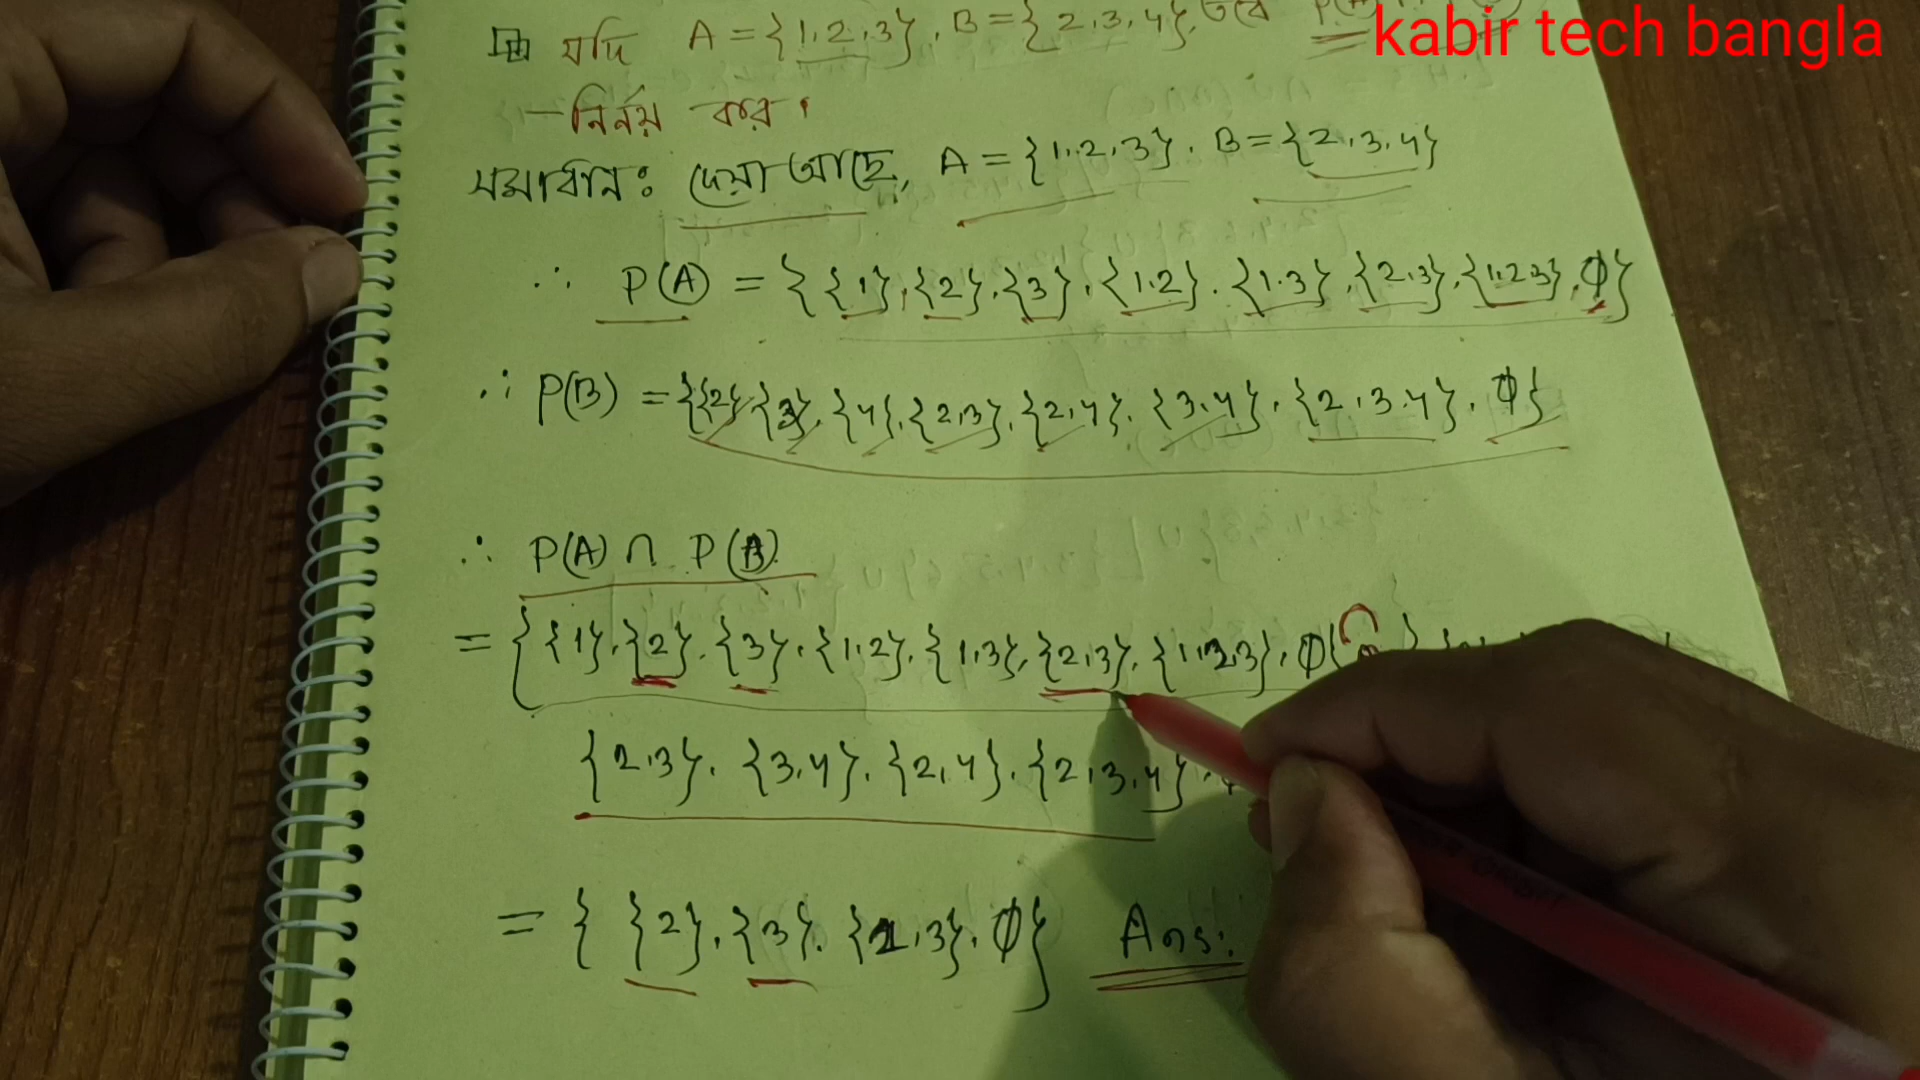 kabir tech bangla
যদি A = {1,2,3}, B = {2,3,4}, তবে
নির্নয় কর।
সমাধান: দেয়া আছে, A = {1,2,3}. B = {2,3,4}
∴ P(A) = {{1},{2},{3},{1,2},{1,3},{2,3},{1,2,3},∅}
∴ P(B) = {{2},{3},{4},{2,3},{2,4},{3,4},{2,3,4},∅}
∴ P(A) ∩ P(B)
= {{1},{2},{3},{1,2},{1,3},{2,3},{1,2,3},∅}
{2,3},{3,4},{2,4},{2,3,4}
= {{2},{3},{2,3},∅} Ans: